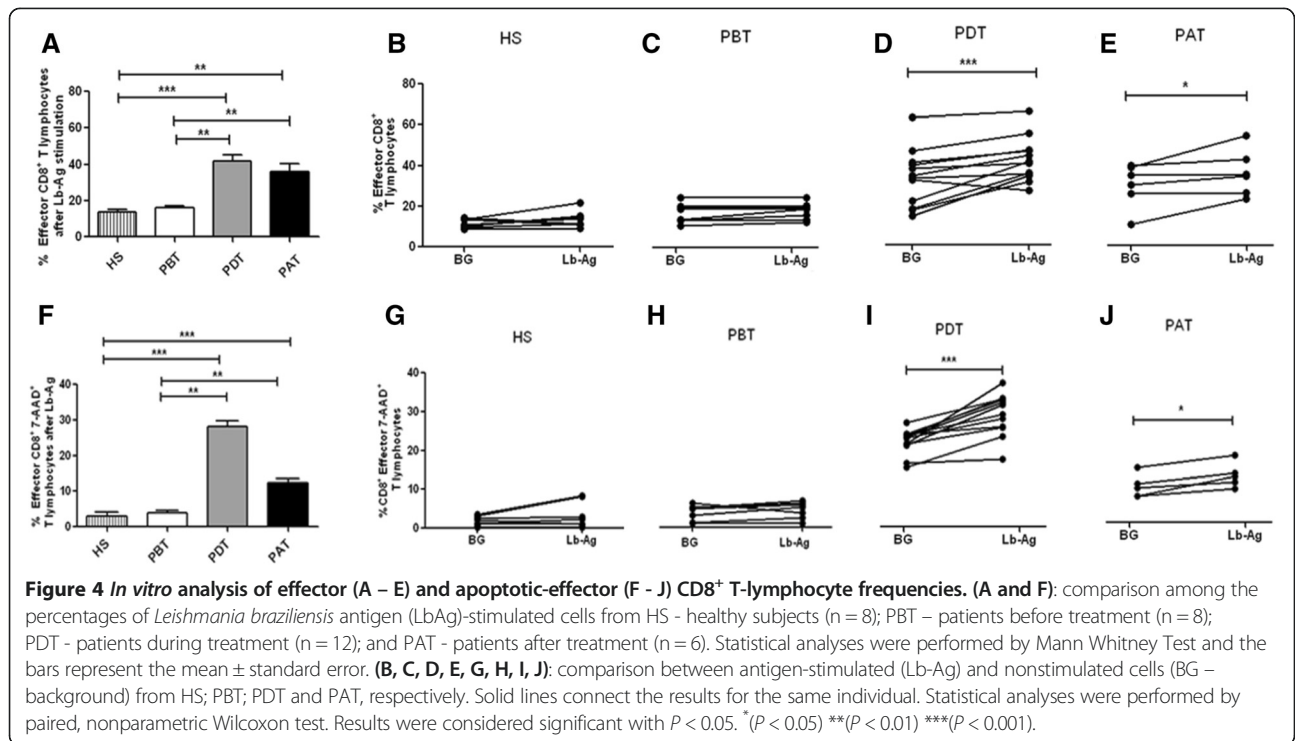 A
% Effector CD8⁺ T lymphocytes
after Lb-Ag stimulation
80
60
40
20
0
**
***
**
**
HS
PBT
PDT
PAT
B
HS
% Effector CD8⁺
T lymphocytes
80
60
40
20
0
BG
Lb-Ag
C
PBT
BG
Lb-Ag
D
PDT
***
80
60
40
20
0
BG
Lb-Ag
E
PAT
*
BG
Lb-Ag
F
% Effector CD8⁺ 7-AAD⁺
T lymphocytes after Lb-Ag
40
30
20
10
0
***
***
**
**
HS
PBT
PDT
PAT
G
HS
% CD8⁺ Effector 7-AAD⁺
T lymphocytes
40
30
20
10
0
BG
Lb-Ag
H
PBT
BG
Lb-Ag
I
PDT
***
40
30
20
10
0
BG
Lb-Ag
J
PAT
*
BG
Lb-Ag
Figure 4 In vitro analysis of effector (A – E) and apoptotic-effector (F - J) CD8⁺ T-lymphocyte frequencies. (A and F): comparison among the
percentages of Leishmania braziliensis antigen (LbAg)-stimulated cells from HS - healthy subjects (n = 8); PBT – patients before treatment (n = 8);
PDT - patients during treatment (n = 12); and PAT - patients after treatment (n = 6). Statistical analyses were performed by Mann Whitney Test and the
bars represent the mean ± standard error. (B, C, D, E, G, H, I, J): comparison between antigen-stimulated (Lb-Ag) and nonstimulated cells (BG –
background) from HS; PBT; PDT and PAT, respectively. Solid lines connect the results for the same individual. Statistical analyses were performed by
paired, nonparametric Wilcoxon test. Results were considered significant with P < 0.05. *(P < 0.05) **(P < 0.01) ***(P < 0.001).